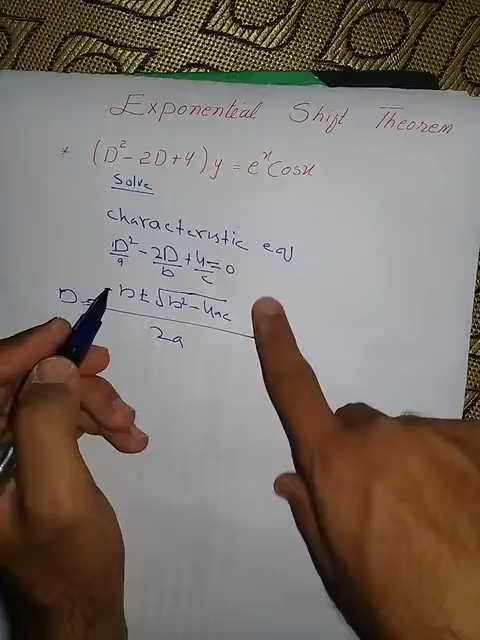 Exponential Shift Theorem
* (D² - 2D + 4) y = eˣ Cosx
Solve
characteristic eq
D² - 2D + 4 = 0
a b c
D = - b ± √b² - 4ac
2a